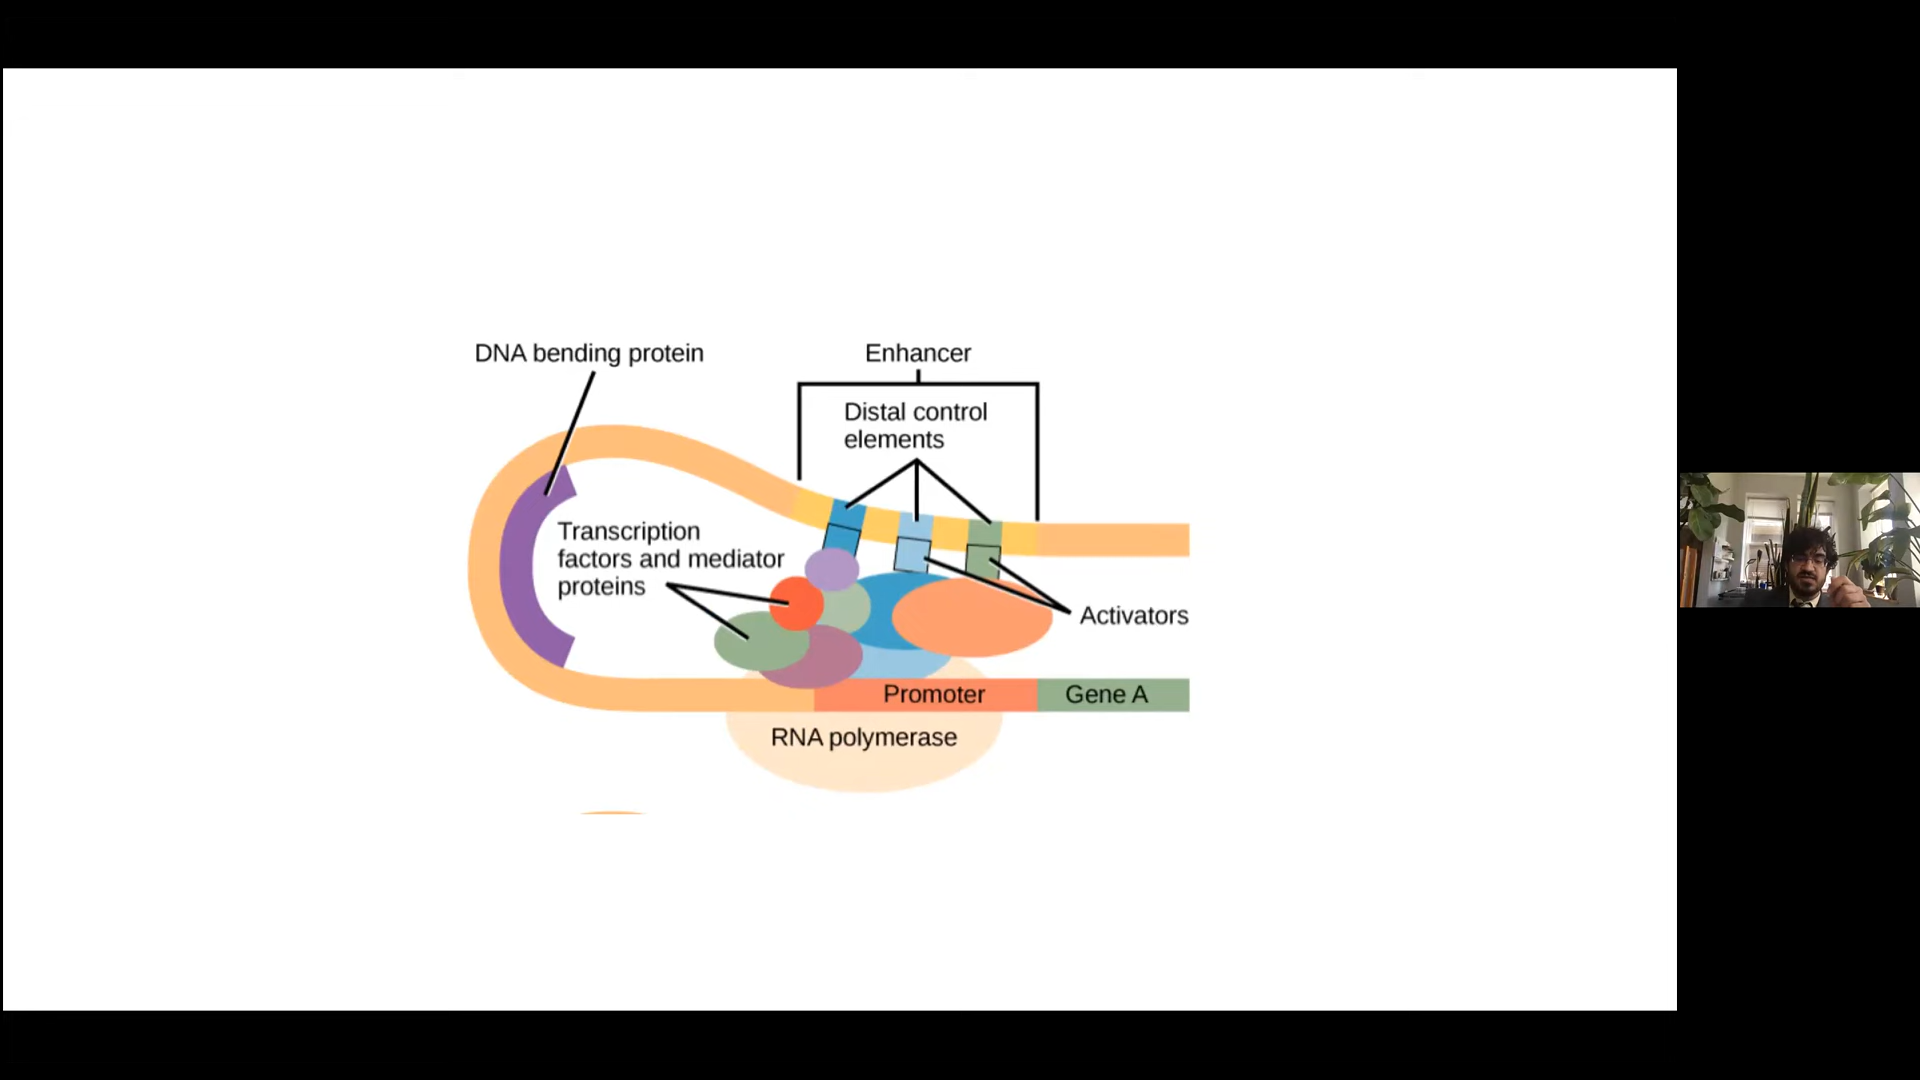 DNA bending protein
Enhancer
Distal control
elements
Transcription
factors and mediator
proteins
Activators
Promoter
Gene A
RNA polymerase